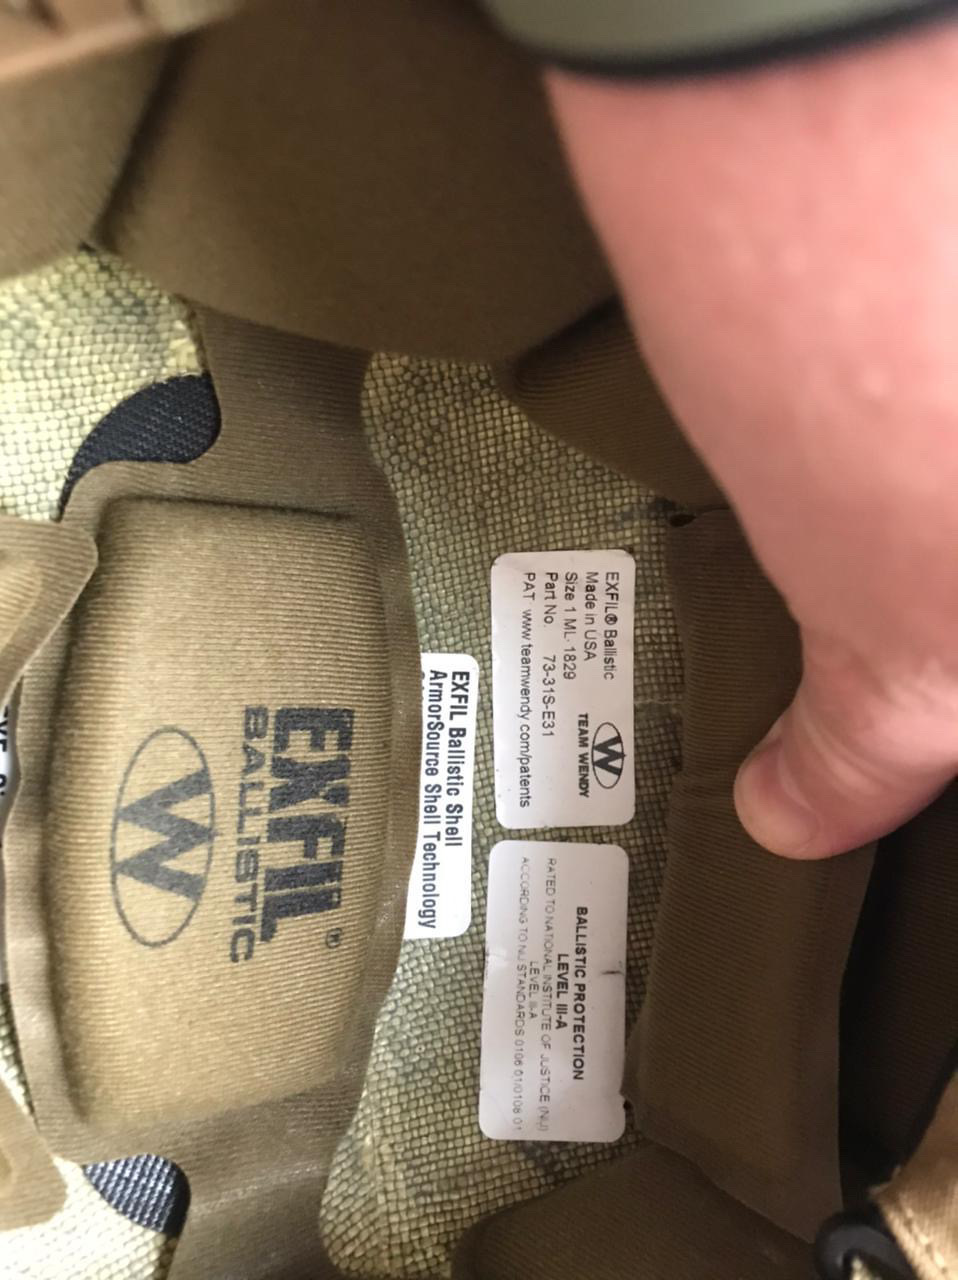 EXFIL® Ballistic
Made in USA
Size 1 ML 1829
Part No. 73-31S-E31
PAT www.teamwendy.com/patents
W
TEAM WENDY
BALLISTIC PROTECTION
LEVEL III-A
RATED TO NATIONAL INSTITUTE OF JUSTICE (NIJ)
LEVEL II-A
ACCORDING TO NIJ STANDARDS 0106.01/0108.01
EXFIL Ballistic Shell
ArmorSource Shell Technology
EXFIL®
BALLISTIC
W